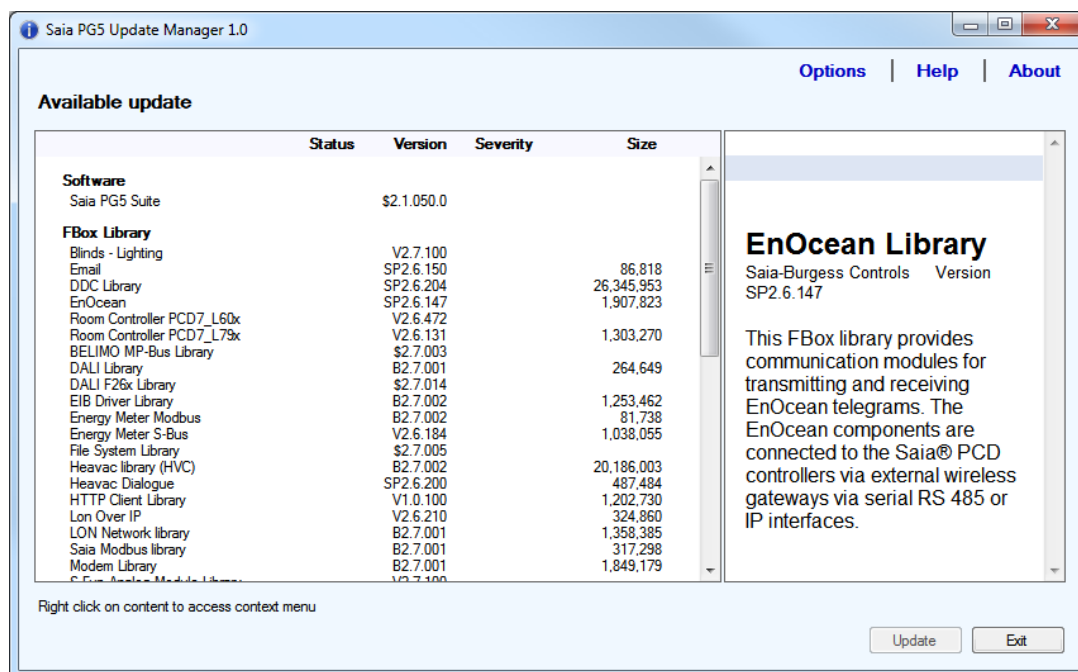 Saia PG5 Update Manager 1.0
Options | Help | About
Available update
Status Version Severity Size
Software
Saia PG5 Suite $2.1.050.0
FBox Library
Blinds - Lighting V2.7.100
Email SP2.6.150 86,818
DDC Library SP2.6.204 26,345,953
EnOcean SP2.6.147 1,907,823
Room Controller PCD7_L60x V2.6.472
Room Controller PCD7_L79x V2.6.131 1,303,270
BELIMO MP-Bus Library $2.7.003
DALI Library B2.7.001 264,649
DALI F26x Library $2.7.014
EIB Driver Library B2.7.002 1,253,462
Energy Meter Modbus B2.7.002 81,738
Energy Meter S-Bus V2.6.184 1,038,055
File System Library $2.7.005
Heavac library (HVC) B2.7.002 20,186,003
Heavac Dialogue SP2.6.200 487,484
HTTP Client Library V1.0.100 1,202,730
Lon Over IP V2.6.210 324,860
LON Network library B2.7.001 1,358,385
Saia Modbus library B2.7.001 317,298
Modem Library B2.7.001 1,849,179
EnOcean Library
Saia-Burgess Controls Version
SP2.6.147
This FBox library provides
communication modules for
transmitting and receiving
EnOcean telegrams. The
EnOcean components are
connected to the Saia® PCD
controllers via external wireless
gateways via serial RS 485 or
IP interfaces.
Right click on content to access context menu
Update Exit